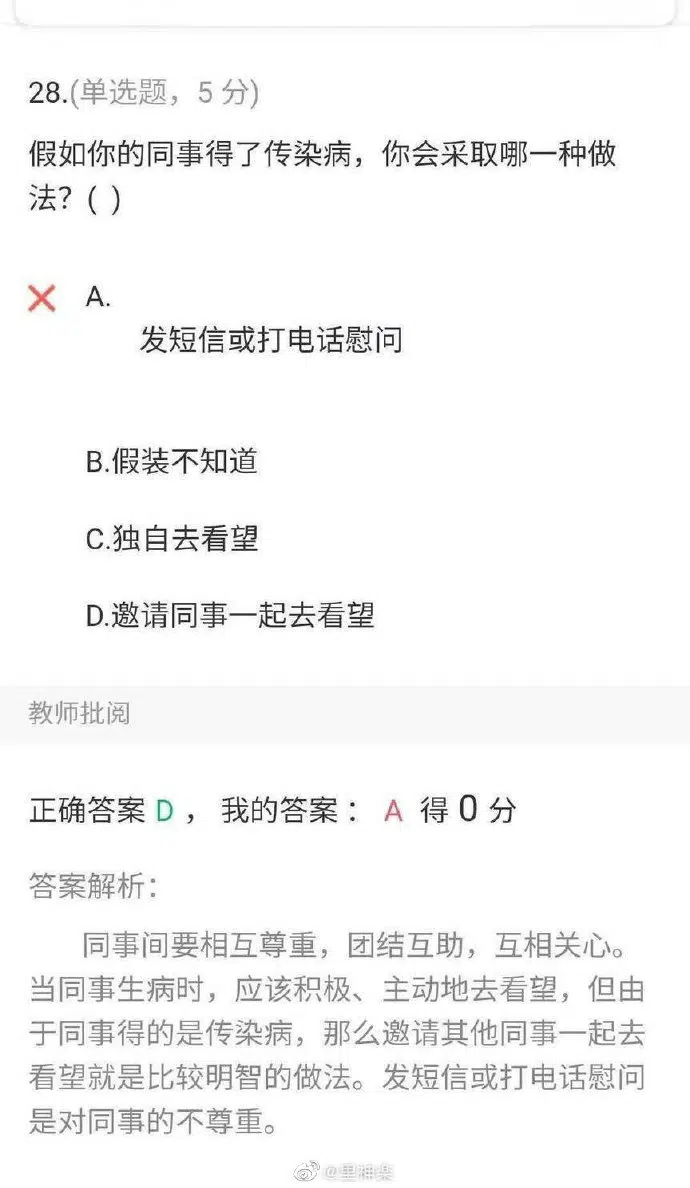 28.(单选题，5 分)
假如你的同事得了传染病，你会采取哪一种做
法？( )
A.
发短信或打电话慰问
B.假装不知道
C.独自去看望
D.邀请同事一起去看望
教师批阅
正确答案 D ， 我的答案： A 得 0 分
答案解析：
同事间要相互尊重，团结互助，互相关心。
当同事生病时，应该积极、主动地去看望，但由
于同事得的是传染病，那么邀请其他同事一起去
看望就是比较明智的做法。发短信或打电话慰问
是对同事的不尊重。
@里神楽